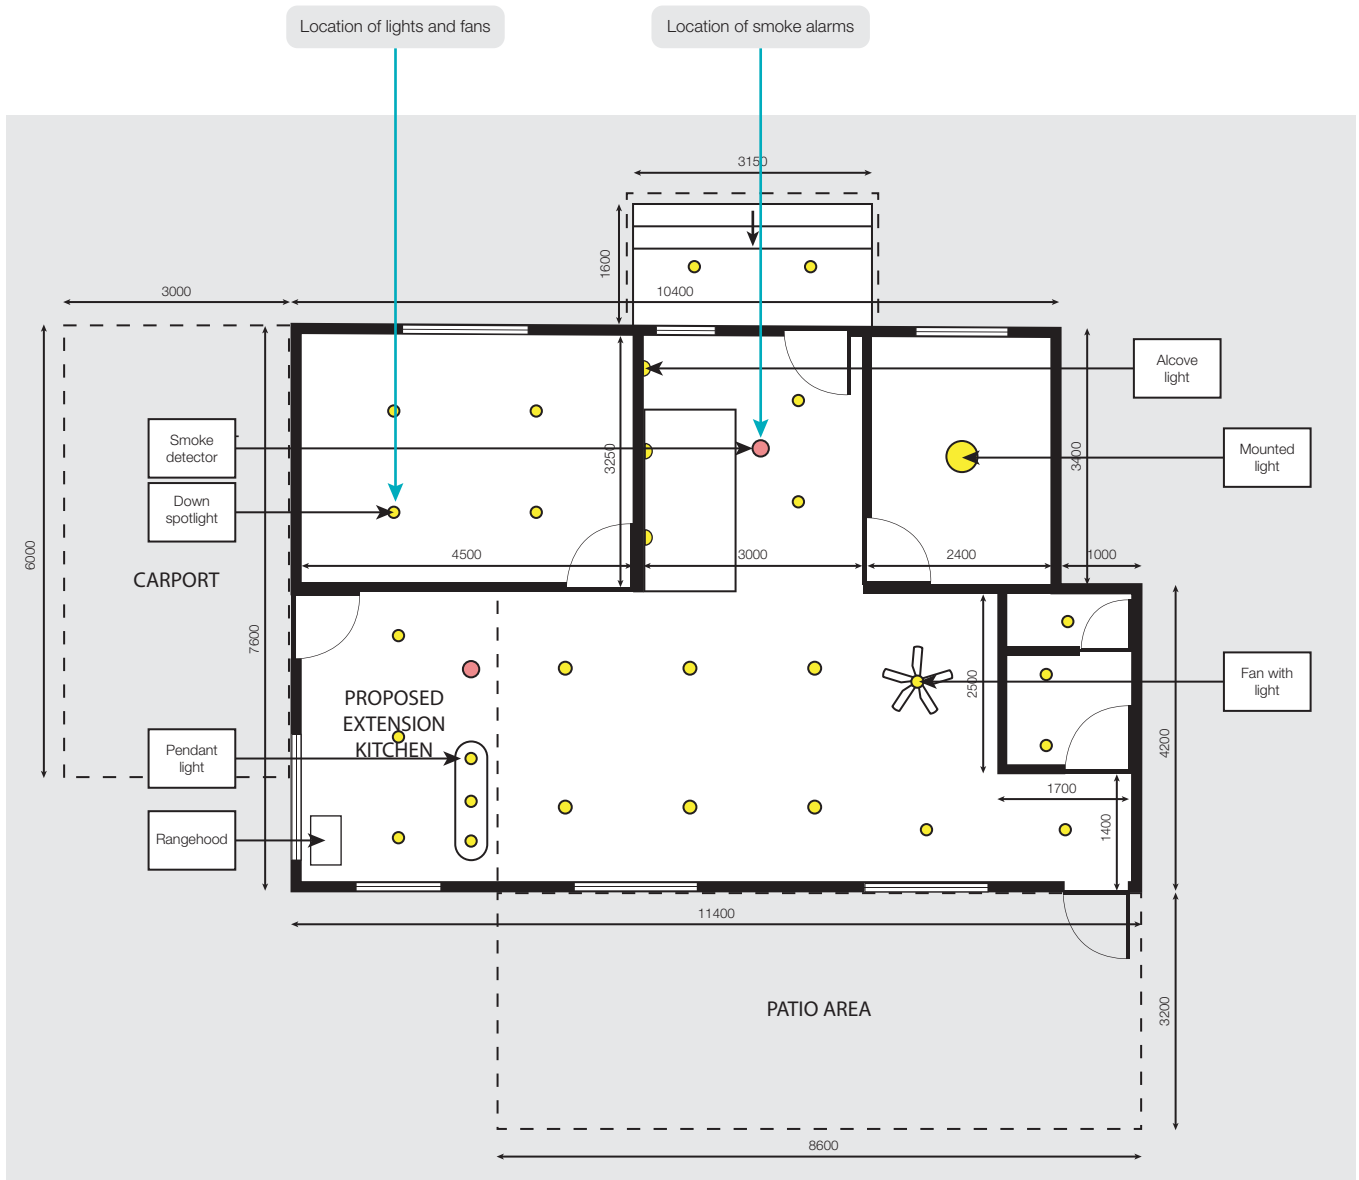 Location of lights and fans
Location of smoke alarms
3150
1600
3000
10400
Alcove
light
Smoke
detector
3250
3400
Mounted
light
Down
spotlight
6000
4500
3000
2400
1000
CARPORT
7600
PROPOSED
EXTENSION
KITCHEN
2500
Fan with
light
4200
Pendant
light
1700
1400
Rangehood
11400
PATIO AREA
3200
8600